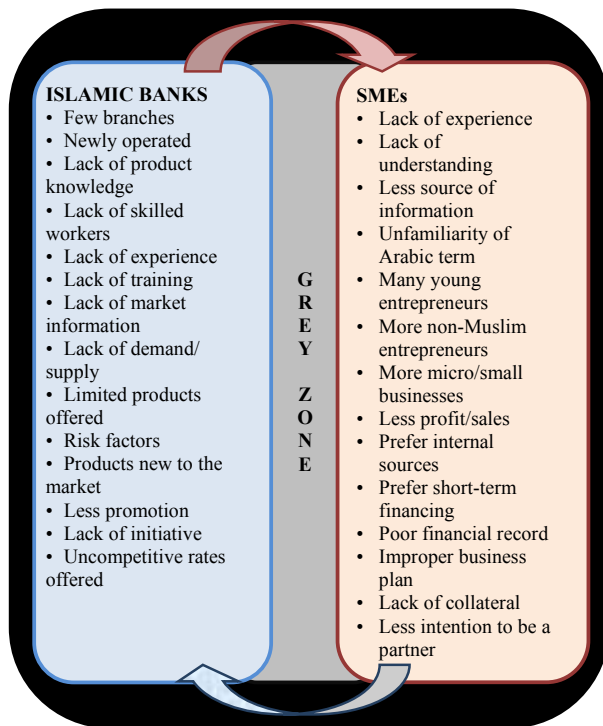 ISLAMIC BANKS
• Few branches
• Newly operated
• Lack of product
knowledge
• Lack of skilled
workers
• Lack of experience
• Lack of training
• Lack of market
information
• Lack of demand/
supply
• Limited products
offered
• Risk factors
• Products new to the
market
• Less promotion
• Lack of initiative
• Uncompetitive rates
offered
G
R
E
Y
Z
O
N
E
SMEs
• Lack of experience
• Lack of
understanding
• Less source of
information
• Unfamiliarity of
Arabic term
• Many young
entrepreneurs
• More non-Muslim
entrepreneurs
• More micro/small
businesses
• Less profit/sales
• Prefer internal
sources
• Prefer short-term
financing
• Poor financial record
• Improper business
plan
• Lack of collateral
• Less intention to be a
partner